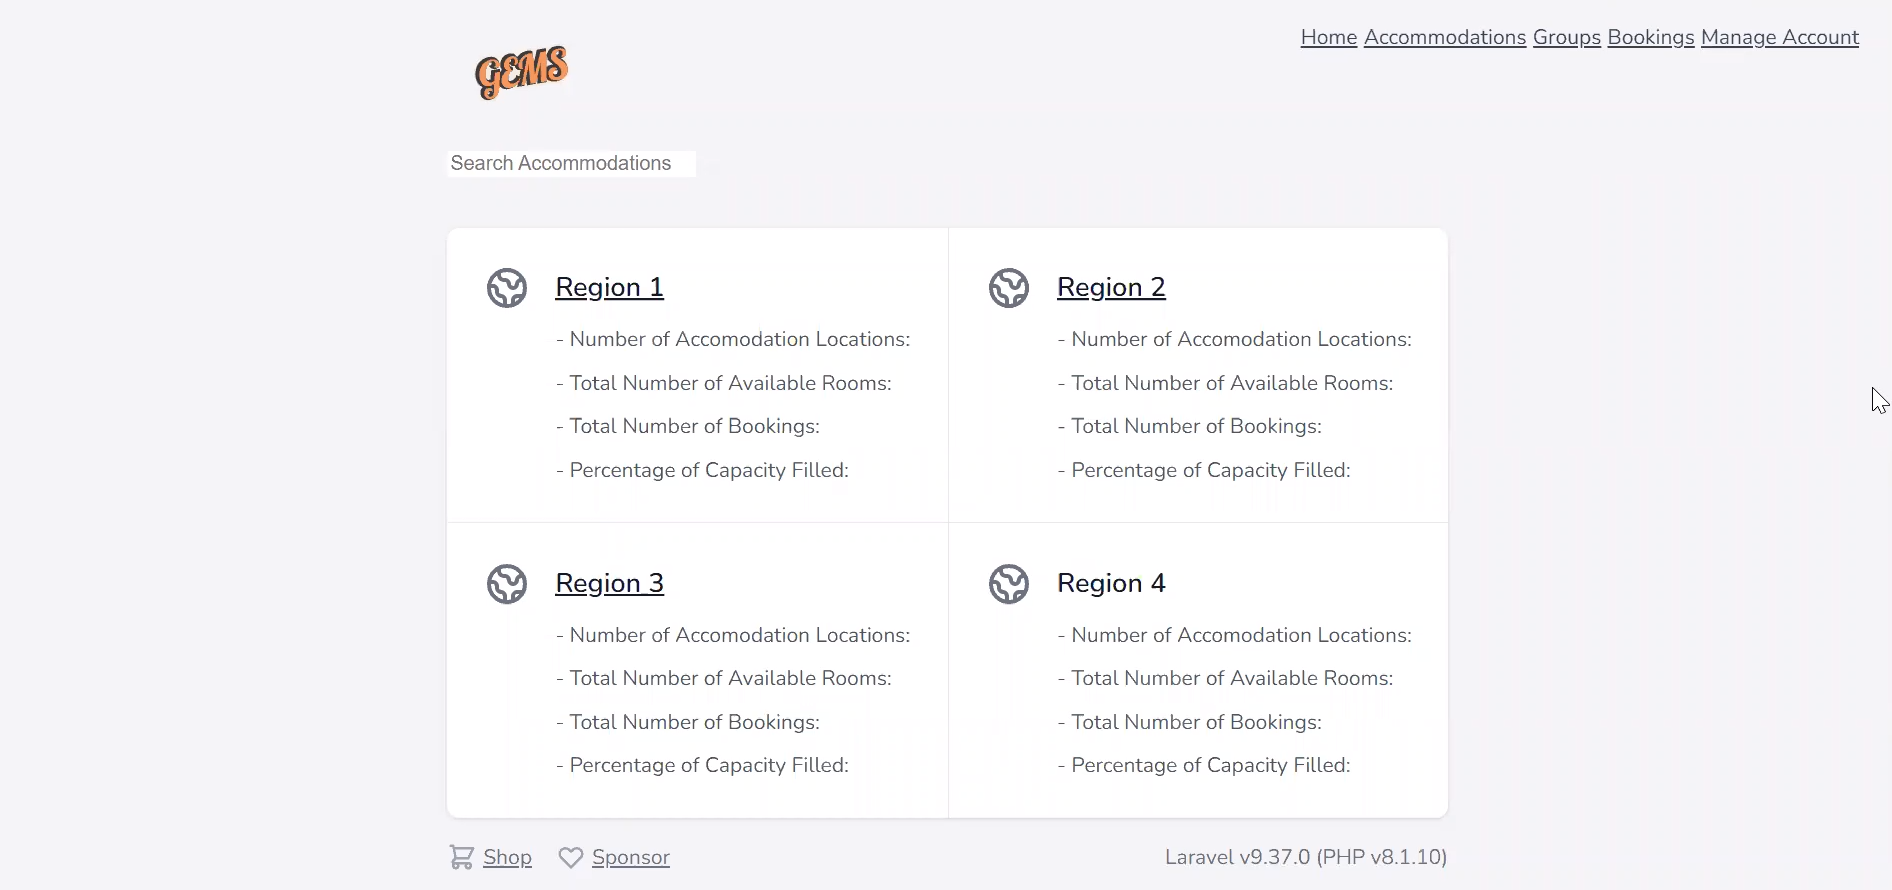 Home Accommodations Groups Bookings Manage Account
GEMS
Search Accommodations
Region 1
- Number of Accomodation Locations:
- Total Number of Available Rooms:
- Total Number of Bookings:
- Percentage of Capacity Filled:
Region 2
- Number of Accomodation Locations:
- Total Number of Available Rooms:
- Total Number of Bookings:
- Percentage of Capacity Filled:
Region 3
- Number of Accomodation Locations:
- Total Number of Available Rooms:
- Total Number of Bookings:
- Percentage of Capacity Filled:
Region 4
- Number of Accomodation Locations:
- Total Number of Available Rooms:
- Total Number of Bookings:
- Percentage of Capacity Filled:
Shop Sponsor
Laravel v9.37.0 (PHP v8.1.10)